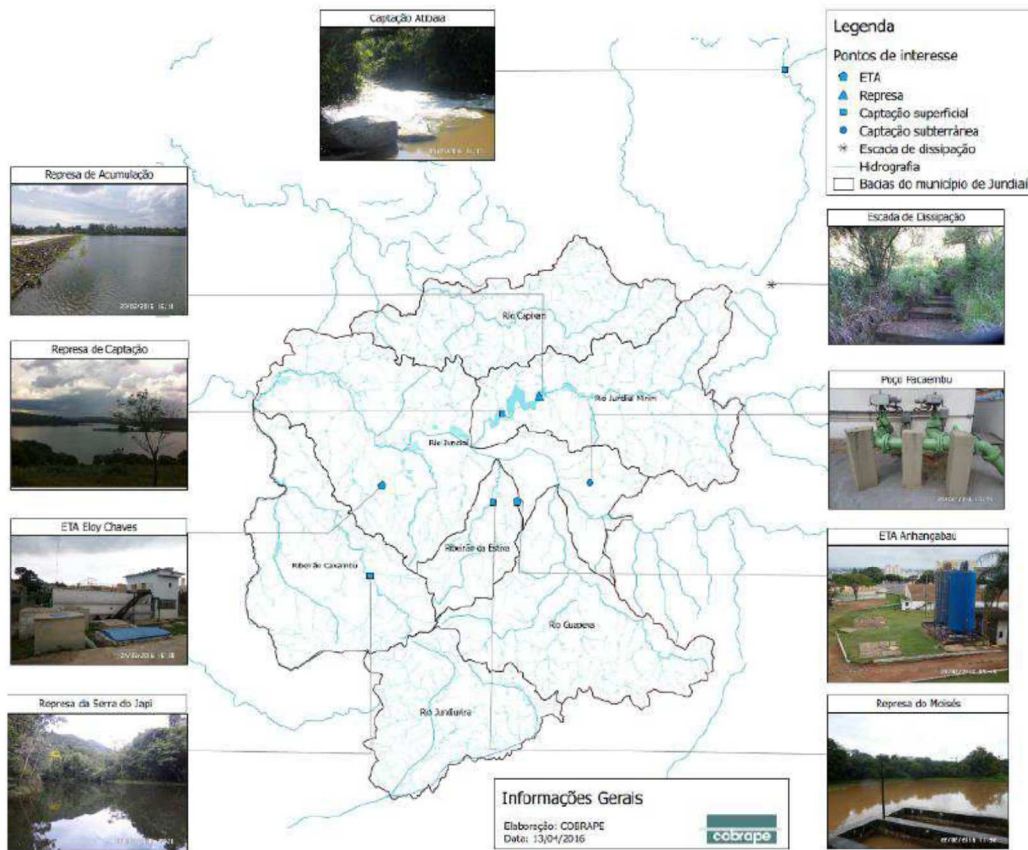 Captação Atibaia
Legenda
Pontos de interesse
ETA
Represa
Captação superficial
Captação subterrânea
Escada de dissipação
Hidrografia
Bacias do município de Jundiaí
Represa de Acumulação
Escada de Dissipação
Rio Capivari
Represa de Captação
Poço Pacaembu
Rio Jundiaí Mirim
Rio Jundiaí
ETA Eloy Chaves
ETA Anhangabaú
Ribeirão da Estiva
Ribeirão Caxambu
Rio Guapeva
Represa da Serra do Japi
Represa do Moisés
Rio Jundiuvira
Informações Gerais
Elaboração: COBRAPE
Data: 13/04/2016
cobrape